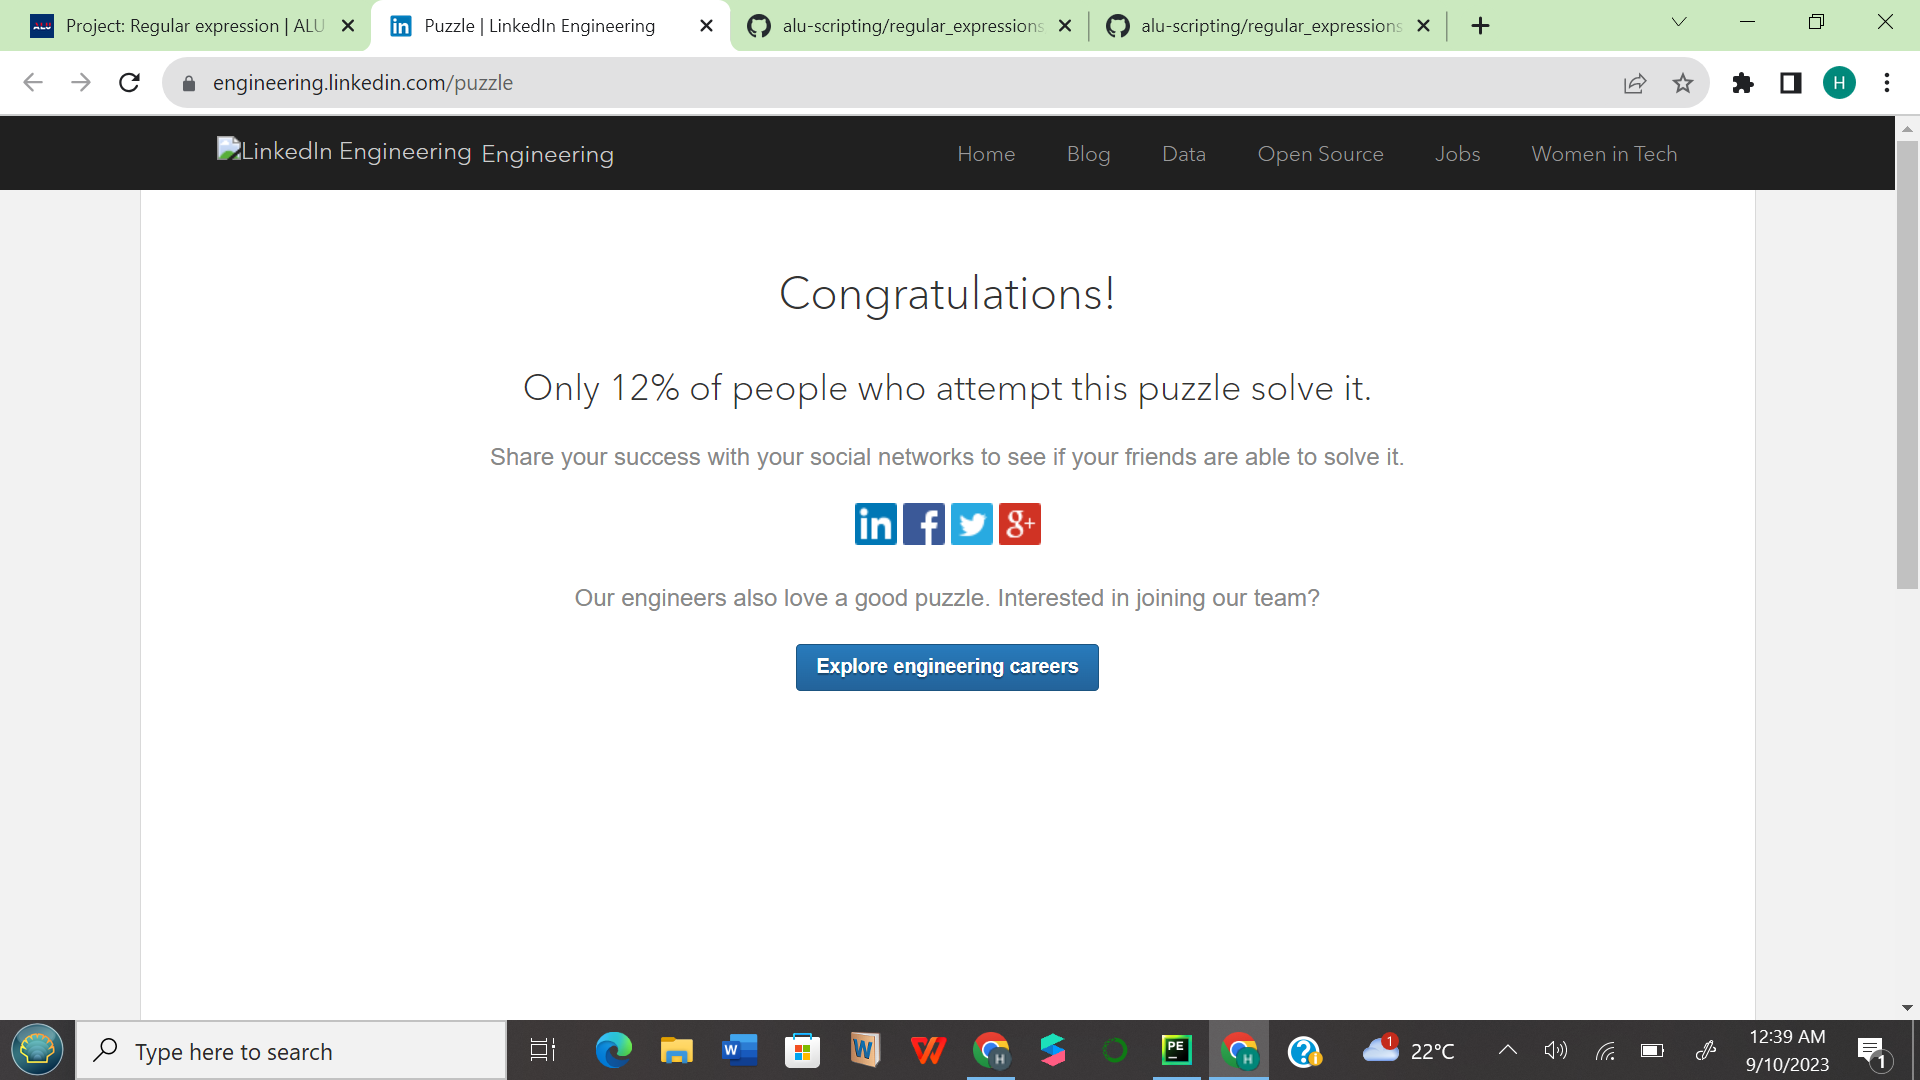 Project: Regular expression | ALU
Puzzle | LinkedIn Engineering
alu-scripting/regular_expressions
alu-scripting/regular_expressions
engineering.linkedin.com/puzzle
H
LinkedIn Engineering Engineering
Home Blog Data Open Source Jobs Women in Tech
Congratulations!
Only 12% of people who attempt this puzzle solve it.
Share your success with your social networks to see if your friends are able to solve it.
in f g+
Our engineers also love a good puzzle. Interested in joining our team?
Explore engineering careers
Type here to search
W
W
W
H
PE
H
?
1
22°C
12:39 AM
9/10/2023
1